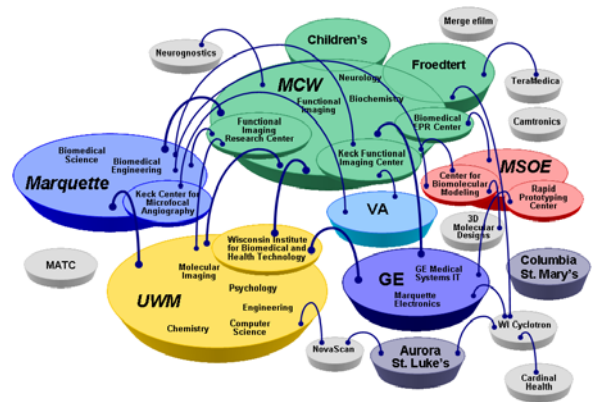 Merge efilm
Children's
Neurognostics
Froedtert
Neurology
MCW
TeraMedica
Functional
Imaging
Biochemistry
Camtronics
Functional
Imaging
Research Center
Biomedical
EPR Center
Biomedical
Science
Biomedical
Engineering
Keck Functional
Imaging Center
MSOE
Center for
Biomolecular
Modeling
Rapid
Prototyping
Center
Marquette
Keck Center for
Microfocal
Angiography
VA
3D
Molecular
Designs
Wisconsin Institute
for Biomedical and
Health Technology
MATC
Molecular
Imaging
GE
GE Medical
Systems IT
Columbia
St. Mary's
Psychology
UWM
Marquette
Electronics
Engineering
Chemistry
Computer
Science
WI Cyclotron
NovaScan
Aurora
St. Luke's
Cardinal
Health